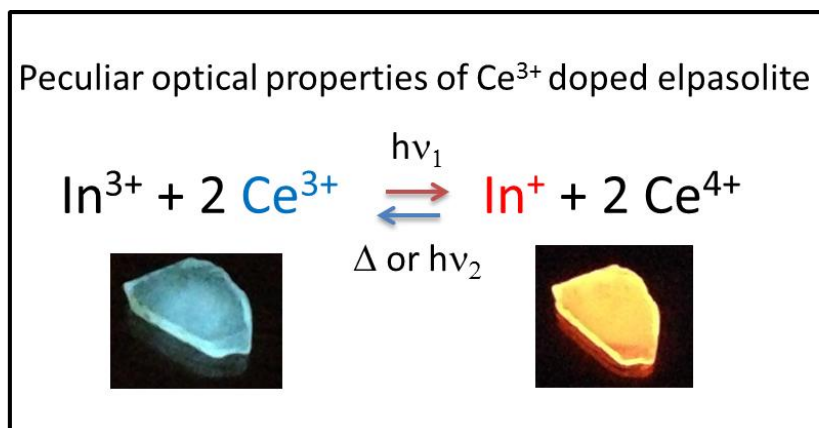 Peculiar optical properties of Ce³⁺ doped elpasolite
hν₁
In³⁺ + 2 Ce³⁺ In⁺ + 2 Ce⁴⁺
Δ or hν₂